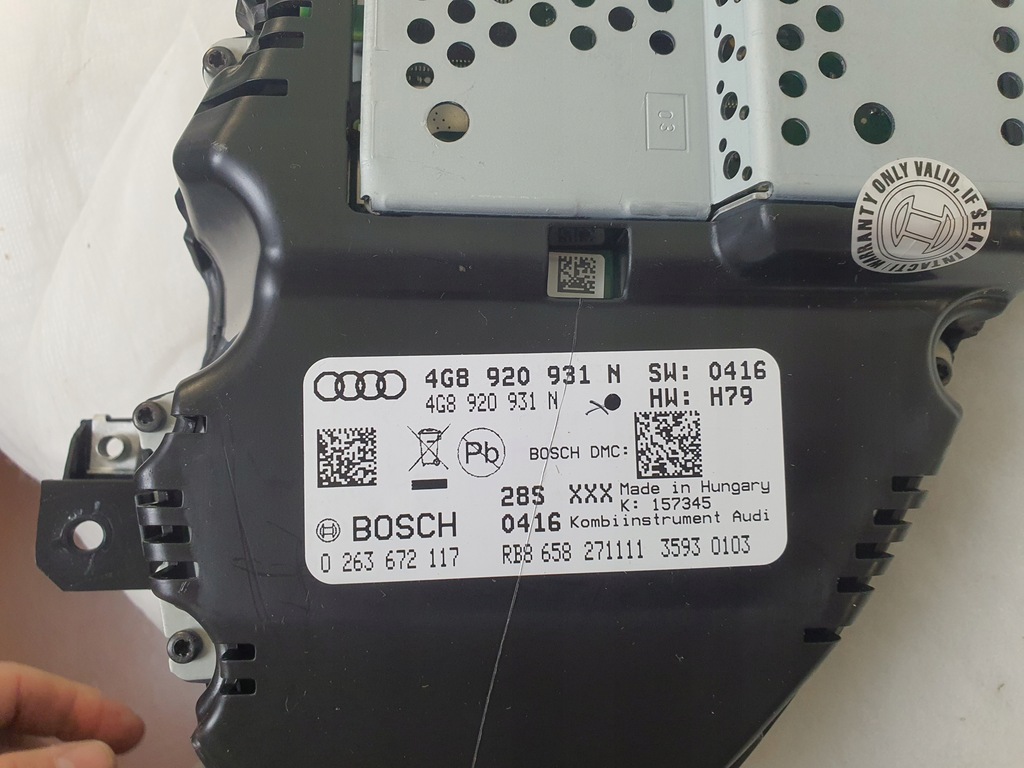 03
WARRANTY ONLY VALID, IF SEAL INTACT!
4G8 920 931 N SW: 0416
4G8 920 931 N HW: H79
Pb
BOSCH DMC:
28S XXX Made in Hungary
K: 157345
BOSCH 0416 Kombiinstrument Audi
0 263 672 117 RB8 658 271111 3593 0103